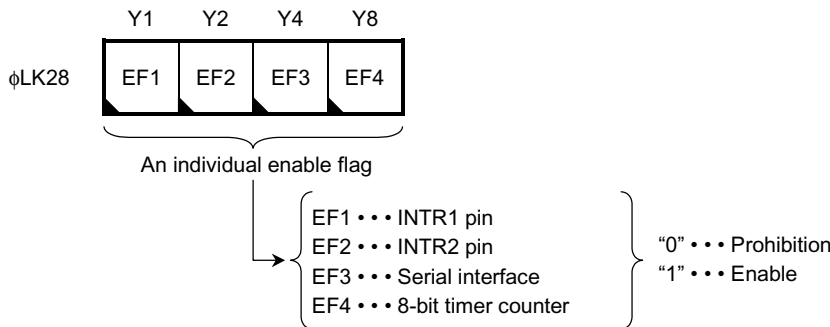 Y1 Y2 Y4 Y8
ϕLK28 EF1 EF2 EF3 EF4
An individual enable flag
EF1 • • • INTR1 pin
EF2 • • • INTR2 pin
EF3 • • • Serial interface
EF4 • • • 8-bit timer counter
“0” • • • Prohibition
“1” • • • Enable